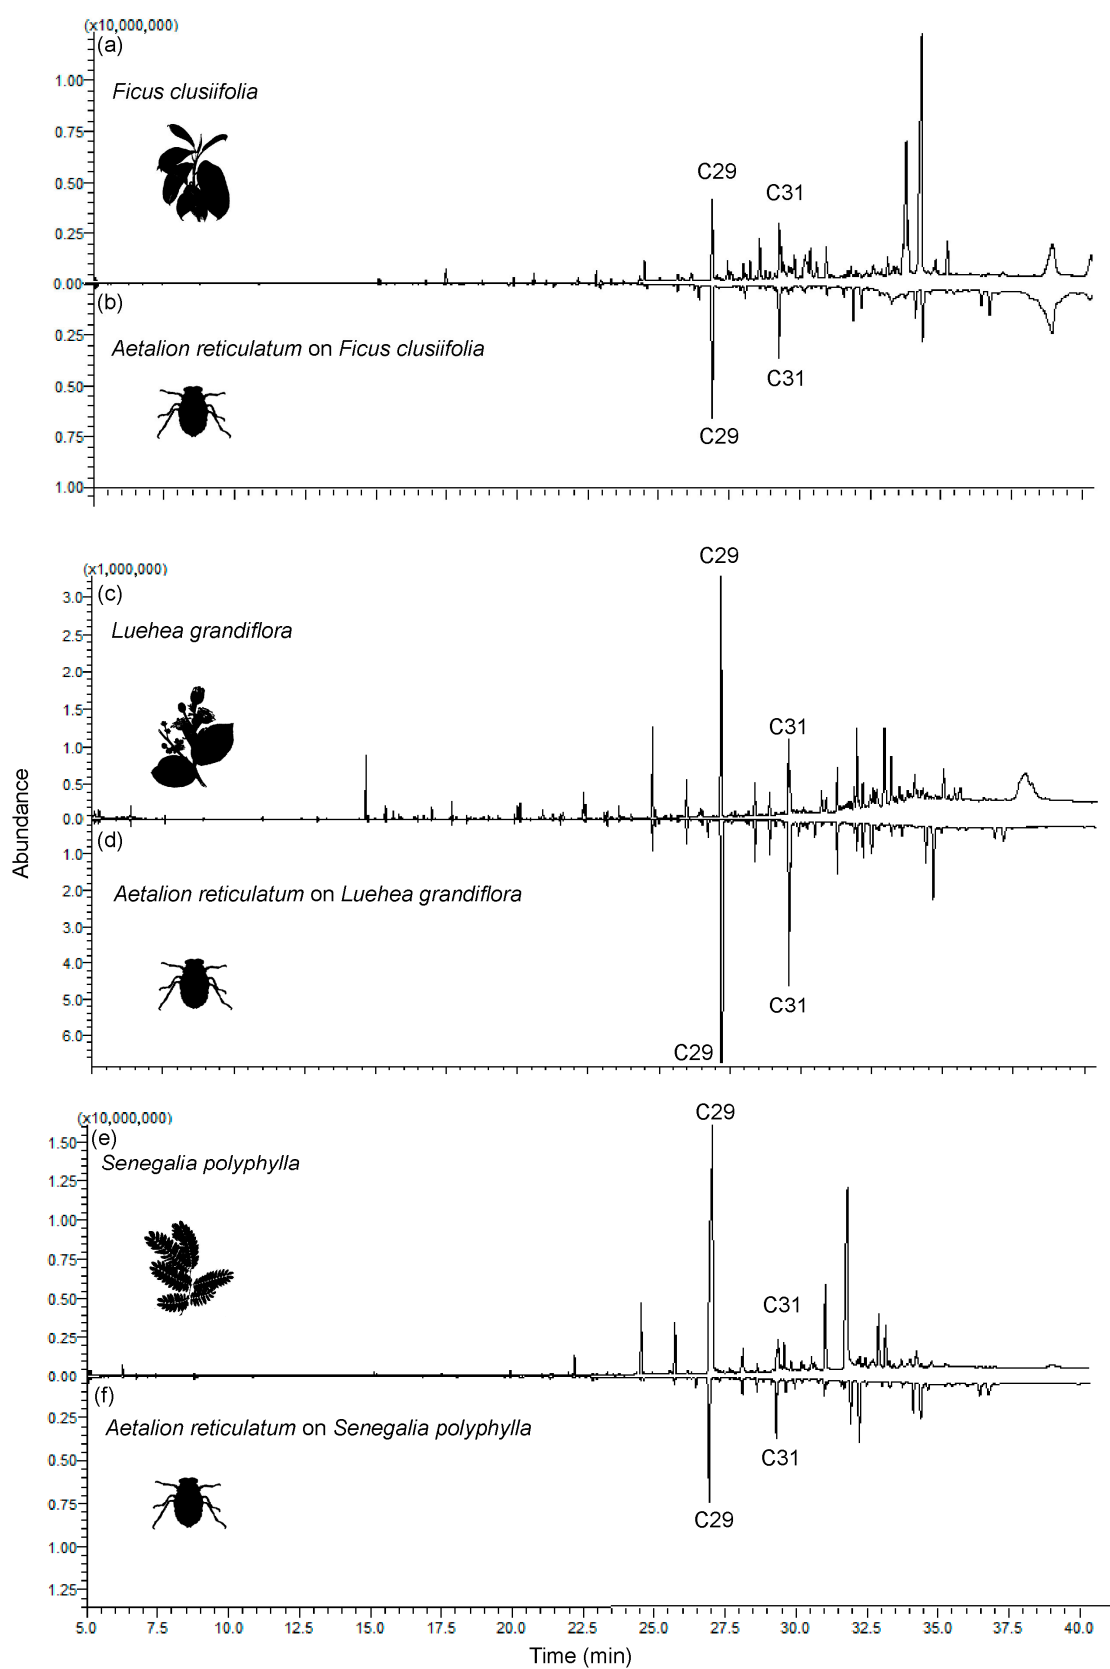 (x10,000,000)
(a)
1.00
Ficus clusiifolia
0.75
C29
0.50
C31
0.25
0.00
(b)
0.25
Aetalion reticulatum on Ficus clusiifolia
0.50
C31
0.75
C29
1.00
C29
(x1,000,000)
(c)
3.0
Luehea grandiflora
2.5
2.0
1.5
C31
1.0
0.5
0.0
(d)
1.0
Aetalion reticulatum on Luehea grandiflora
2.0
3.0
4.0
5.0
C31
6.0
C29
Abundance
C29
(x10,000,000)
(e)
1.50
Senegalia polyphylla
1.25
1.00
0.75
0.50
C31
0.25
0.00
(f)
0.25
Aetalion reticulatum on Senegalia polyphylla
0.50
C31
0.75
C29
1.00
1.25
5.0 7.5 10.0 12.5 15.0 17.5 20.0 22.5 25.0 27.5 30.0 32.5 35.0 37.5 40.0
Time (min)